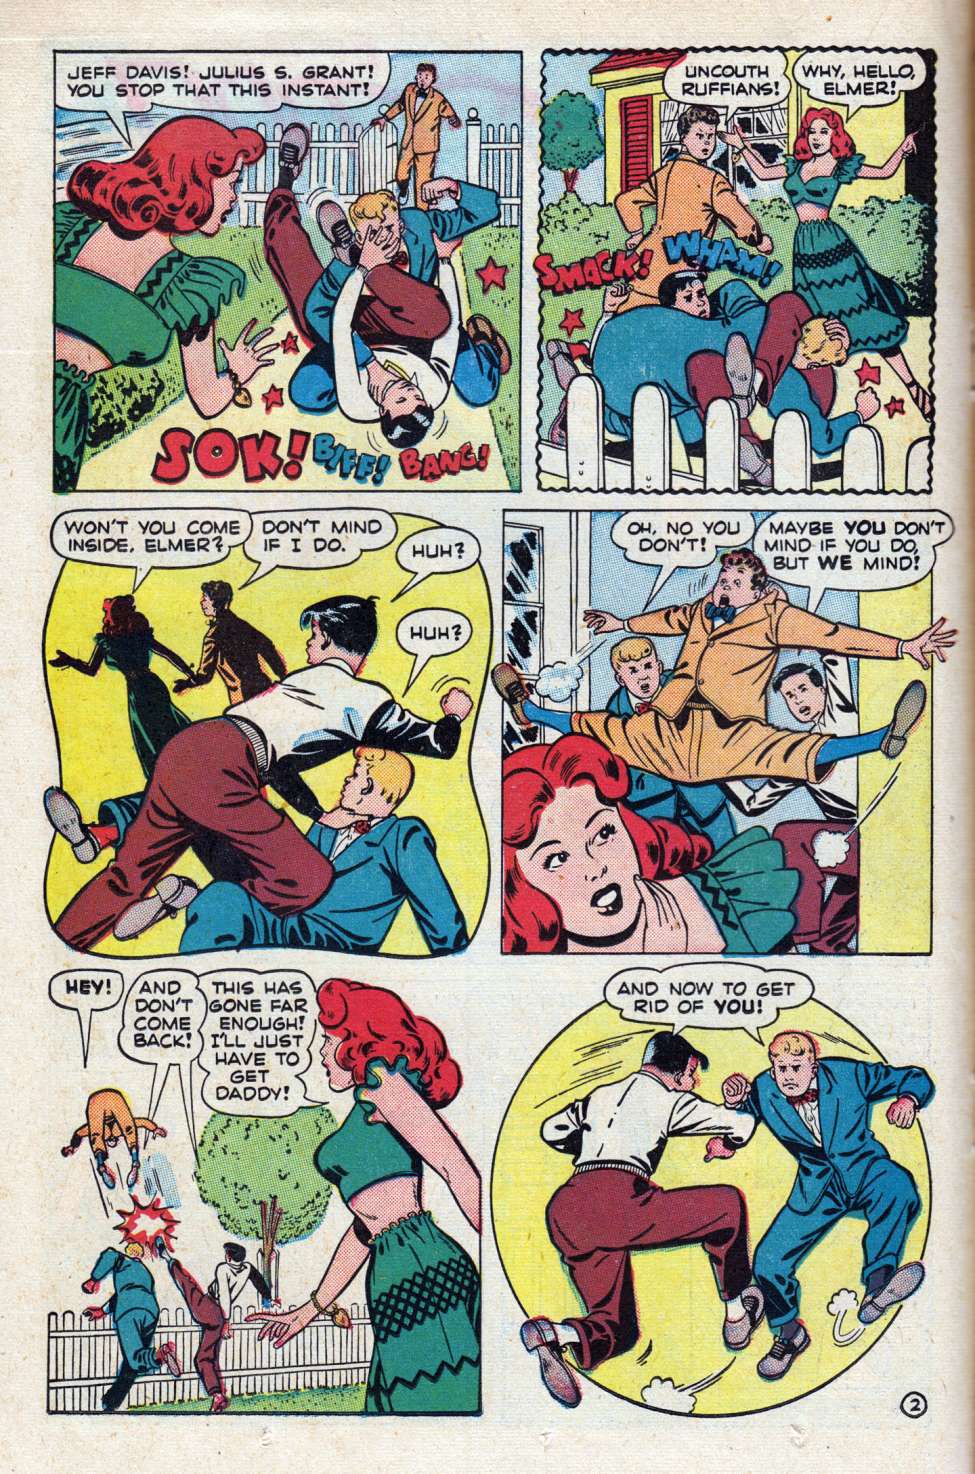 JEFF DAVIS! JULIUS S. GRANT!
YOU STOP THAT THIS INSTANT!
SOK! BIFF! BANG!
UNCOUTH
RUFFIANS!
WHY, HELLO,
ELMER!
SMACK! WHAM!
WON'T YOU COME
INSIDE, ELMER?
DON'T MIND
IF I DO.
HUH?
HUH?
OH, NO YOU
DON'T!
MAYBE YOU DON'T
MIND IF YOU DO,
BUT WE MIND!
HEY!
AND
DON'T
COME
BACK!
THIS HAS
GONE FAR
ENOUGH!
I'LL JUST
HAVE TO
GET
DADDY!
AND NOW TO GET
RID OF YOU!
2